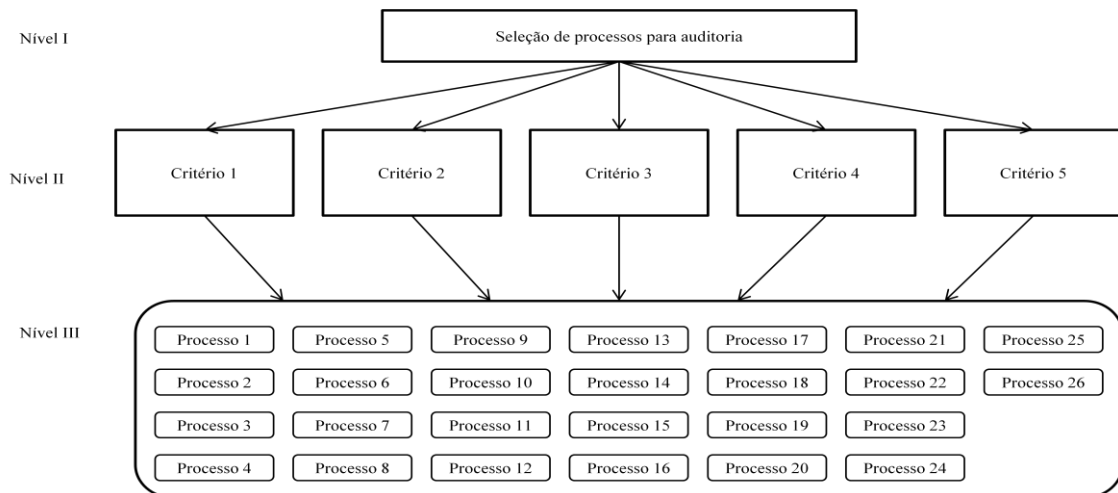 Nível I
Seleção de processos para auditoria
Nível II
Critério 1
Critério 2
Critério 3
Critério 4
Critério 5
Nível III
Processo 1
Processo 5
Processo 9
Processo 13
Processo 17
Processo 21
Processo 25
Processo 2
Processo 6
Processo 10
Processo 14
Processo 18
Processo 22
Processo 26
Processo 3
Processo 7
Processo 11
Processo 15
Processo 19
Processo 23
Processo 4
Processo 8
Processo 12
Processo 16
Processo 20
Processo 24